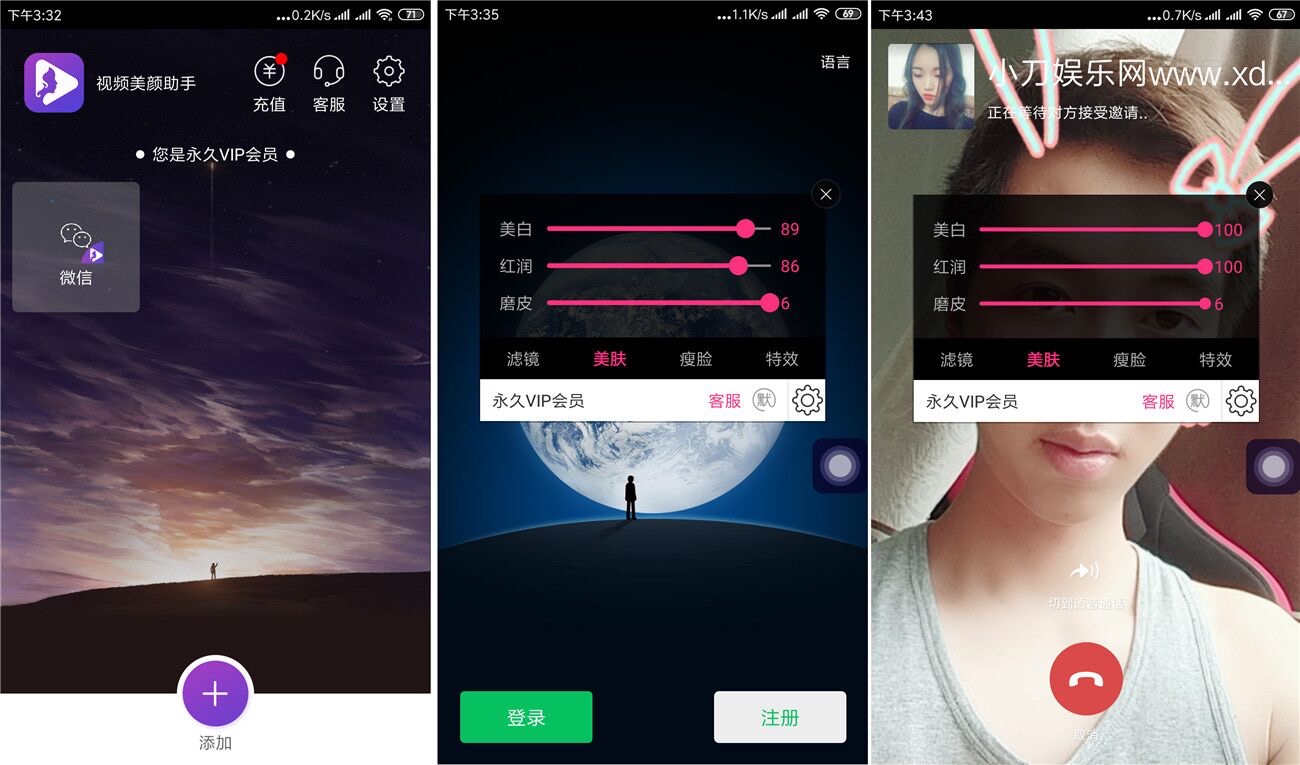 下午3:32
...0.2K/s
71
视频美颜助手
充值
客服
设置
您是永久VIP会员
微信
添加
下午3:35
...1.1K/s
69
语言
美白 89
红润 86
磨皮 6
滤镜 美肤 瘦脸 特效
永久VIP会员 客服 默
登录 注册
下午3:43
...0.7K/s
67
小刀娱乐网www.xd...
正在等待对方接受邀请..
美白 100
红润 100
磨皮 6
滤镜 美肤 瘦脸 特效
永久VIP会员 客服 默
切到语音通话
取消